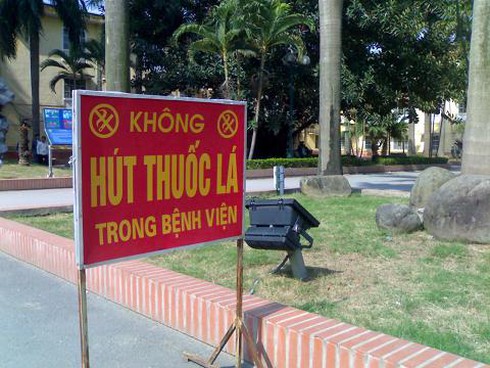 KHÔNG
HÚT THUỐC LÁ
TRONG BỆNH VIỆN